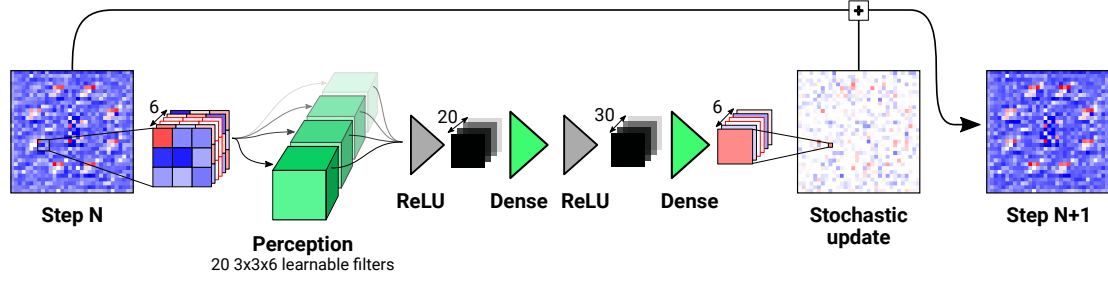 +
6
20
30
6
ReLU
Dense
ReLU
Dense
Step N
Stochastic
update
Step N+1
Perception
20 3x3x6 learnable filters